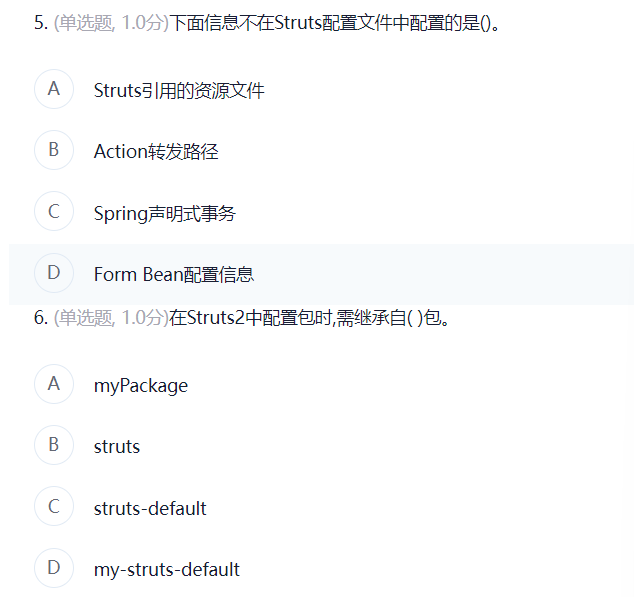 5. (单选题, 1.0分)下面信息不在Struts配置文件中配置的是()。
A Struts引用的资源文件
B Action转发路径
C Spring声明式事务
D Form Bean配置信息
6. (单选题, 1.0分)在Struts2中配置包时,需继承自( )包。
A myPackage
B struts
C struts-default
D my-struts-default